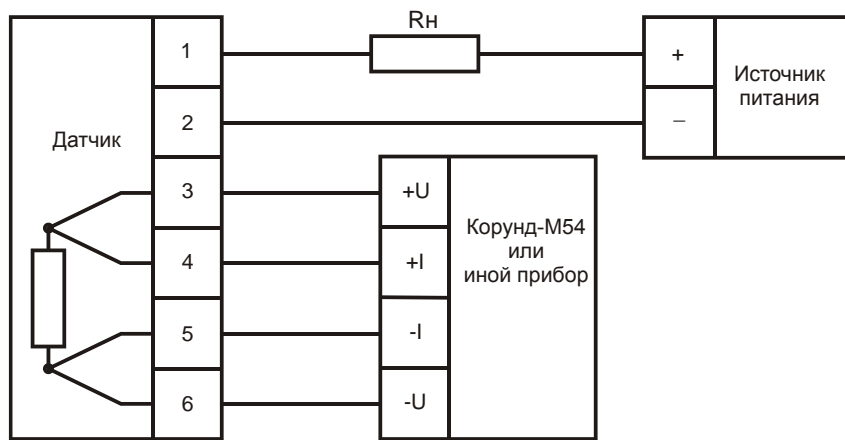 Rн
1
+
Источник
питания
2
–
Датчик
3
+U
Корунд-М54
или
иной прибор
4
+I
5
-I
6
-U